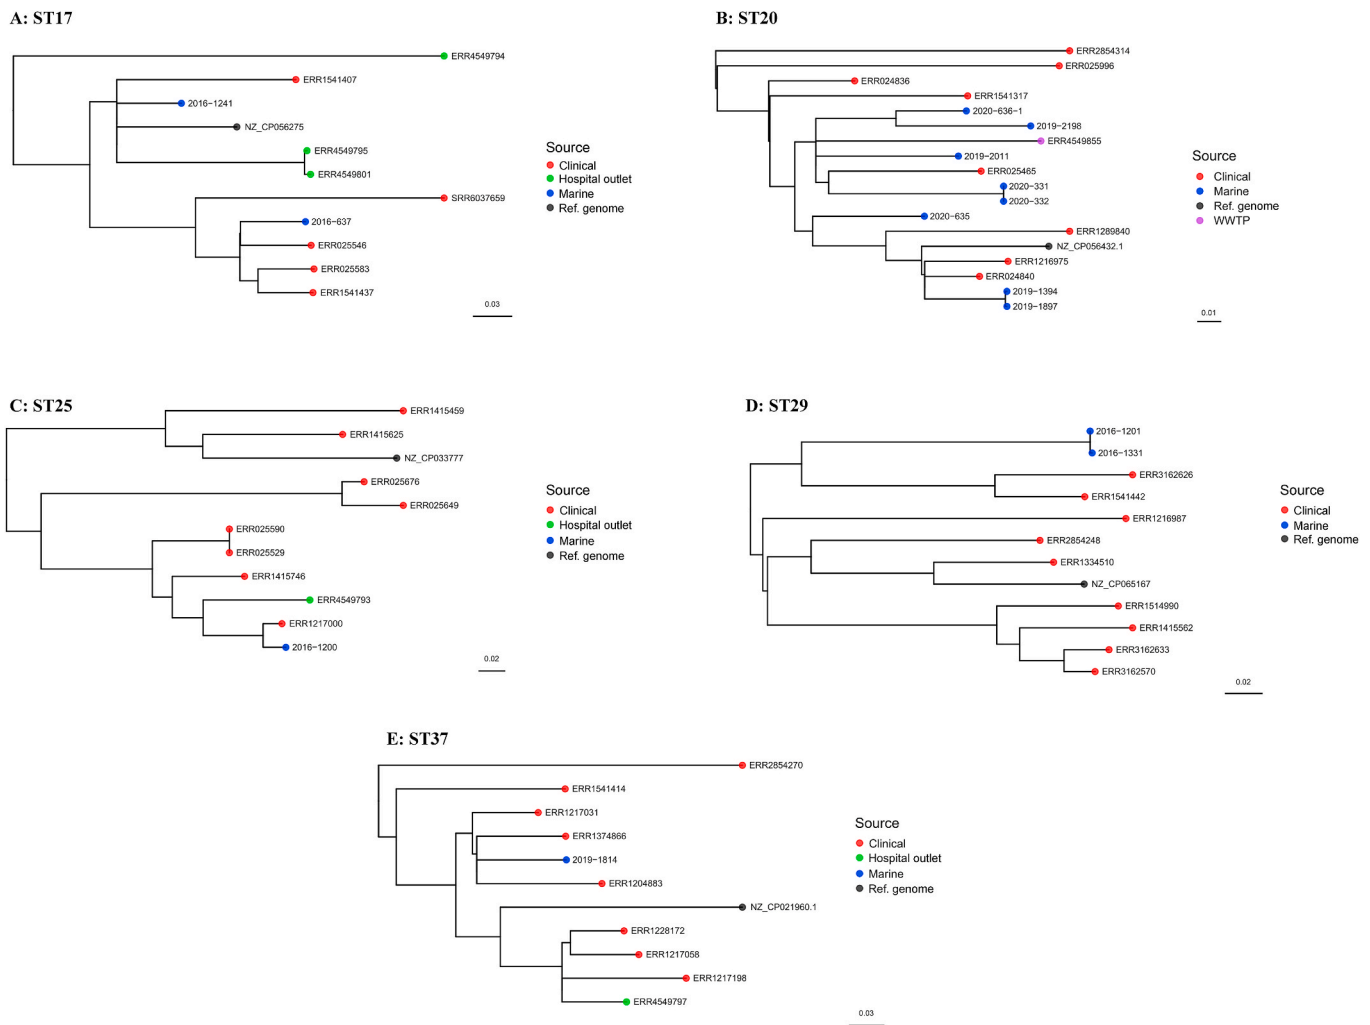 A: ST17
ERR4549794
ERR1541407
2016−1241
NZ_CP056275
ERR4549795
ERR4549801
SRR6037659
2016−637
ERR025546
ERR025583
ERR1541437
Source
Clinical
Hospital outlet
Marine
Ref. genome
0.03
B: ST20
ERR2854314
ERR025996
ERR024836
ERR1541317
2020−636−1
2019−2198
ERR4549855
2019−2011
ERR025465
2020−331
2020−332
2020−635
ERR1289840
NZ_CP056432.1
ERR1216975
ERR024840
2019−1394
2019−1897
Source
Clinical
Marine
Ref. genome
WWTP
0.01
C: ST25
ERR1415459
ERR1415625
NZ_CP033777
ERR025676
ERR025649
ERR025590
ERR025529
ERR1415746
ERR4549793
ERR1217000
2016−1200
Source
Clinical
Hospital outlet
Marine
Ref. genome
0.02
D: ST29
2016−1201
2016−1331
ERR3162626
ERR1541442
ERR1216987
ERR2854248
ERR1334510
NZ_CP065167
ERR1514990
ERR1415562
ERR3162633
ERR3162570
Source
Clinical
Marine
Ref. genome
0.02
E: ST37
ERR2854270
ERR1541414
ERR1217031
ERR1374866
2019−1814
ERR1204883
NZ_CP021960.1
ERR1228172
ERR1217058
ERR1217198
ERR4549797
Source
Clinical
Hospital outlet
Marine
Ref. genome
0.03